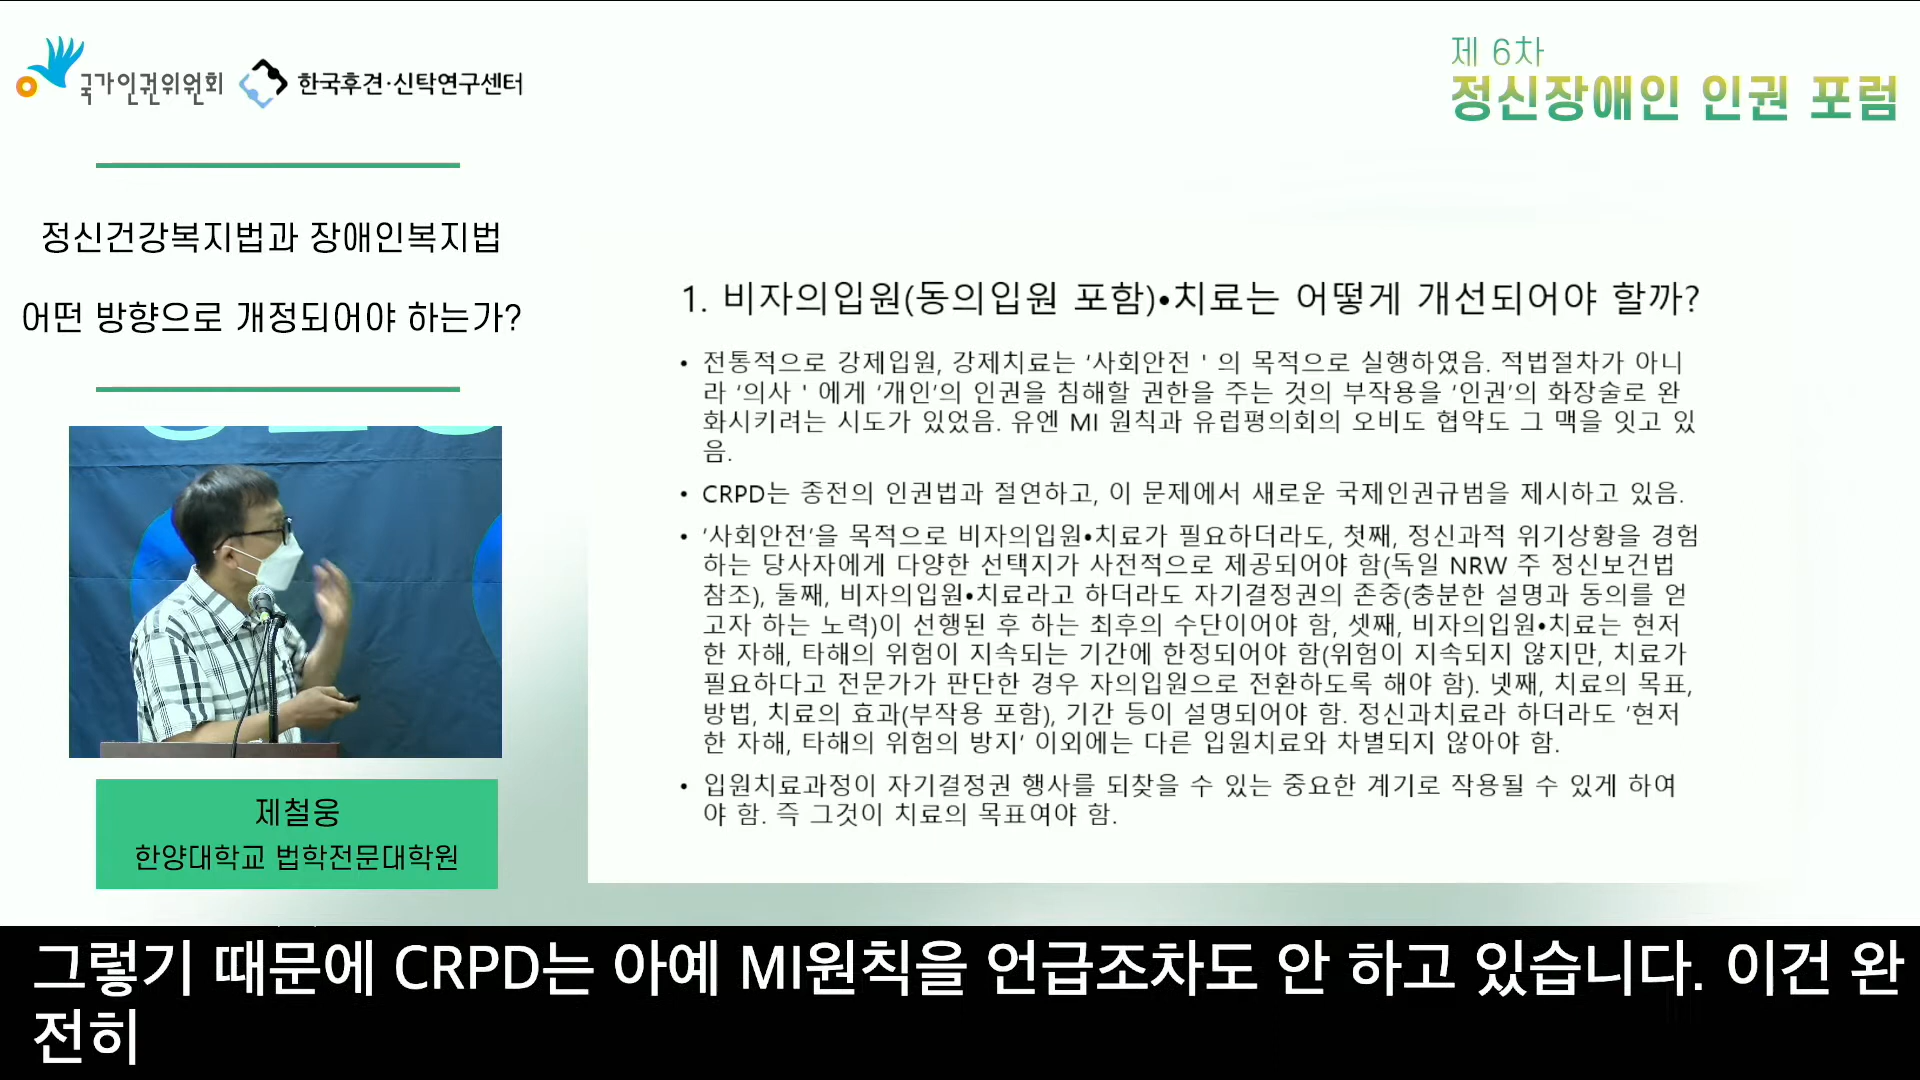 국가인권위원회
한국후견·신탁연구센터
제 6차
정신장애인 인권 포럼
정신건강복지법과 장애인복지법
어떤 방향으로 개정되어야 하는가?
제철웅
한양대학교 법학전문대학원
1. 비자의입원(동의입원 포함)•치료는 어떻게 개선되어야 할까?
• 전통적으로 강제입원, 강제치료는 ‘사회안전 ' 의 목적으로 실행하였음. 적법절차가 아니
라 ‘의사 ' 에게 ‘개인’의 인권을 침해할 권한을 주는 것의 부작용을 ‘인권’의 화장술로 완
화시키려는 시도가 있었음. 유엔 MI 원칙과 유럽평의회의 오비도 협약도 그 맥을 잇고 있
음.
• CRPD는 종전의 인권법과 절연하고, 이 문제에서 새로운 국제인권규범을 제시하고 있음.
• ‘사회안전’을 목적으로 비자의입원•치료가 필요하더라도, 첫째, 정신과적 위기상황을 경험
하는 당사자에게 다양한 선택지가 사전적으로 제공되어야 함(독일 NRW 주 정신보건법
참조), 둘째, 비자의입원•치료라고 하더라도 자기결정권의 존중(충분한 설명과 동의를 얻
고자 하는 노력)이 선행된 후 하는 최후의 수단이어야 함, 셋째, 비자의입원•치료는 현저
한 자해, 타해의 위험이 지속되는 기간에 한정되어야 함(위험이 지속되지 않지만, 치료가
필요하다고 전문가가 판단한 경우 자의입원으로 전환하도록 해야 함). 넷째, 치료의 목표,
방법, 치료의 효과(부작용 포함), 기간 등이 설명되어야 함. 정신과치료라 하더라도 ‘현저
한 자해, 타해의 위험의 방지’ 이외에는 다른 입원치료와 차별되지 않아야 함.
• 입원치료과정이 자기결정권 행사를 되찾을 수 있는 중요한 계기로 작용될 수 있게 하여
야 함. 즉 그것이 치료의 목표여야 함.
그렇기 때문에 CRPD는 아예 MI원칙을 언급조차도 안 하고 있습니다. 이건 완
전히